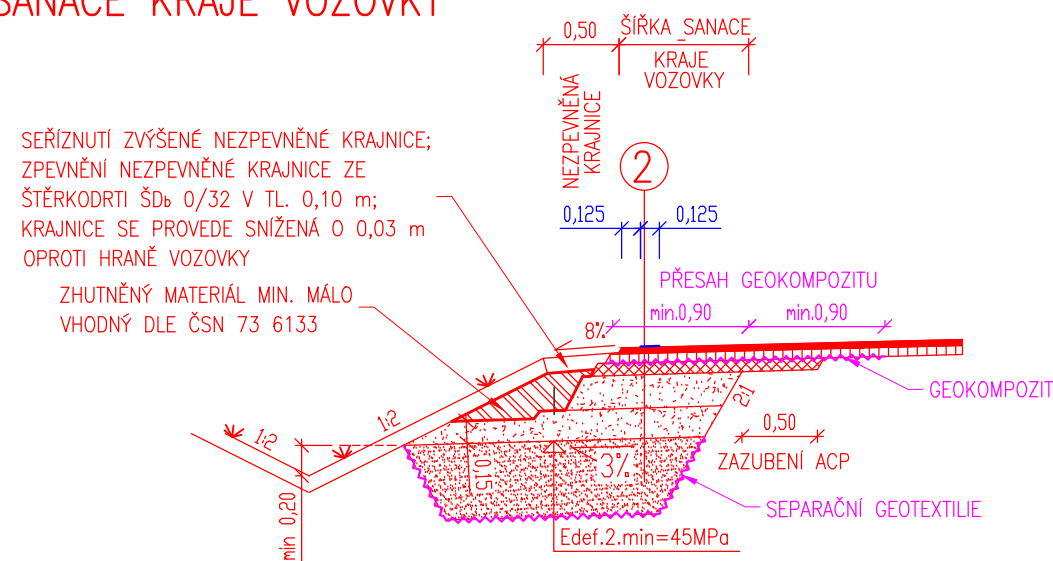 SANACE KRAJE VOZOVKY
0,50
ŠÍŘKA SANACE
KRAJE
VOZOVKY
NEZPEVNĚNÁ
KRAJNICE
2
SEŘÍZNUTÍ ZVÝŠENÉ NEZPEVNĚNÉ KRAJNICE;
ZPEVNĚNÍ NEZPEVNĚNÉ KRAJNICE ZE
ŠTĚRKODRTI ŠDb 0/32 V TL. 0,10 m;
KRAJNICE SE PROVEDE SNÍŽENÁ O 0,03 m
OPROTI HRANĚ VOZOVKY
0,125
0,125
ZHUTNĚNÝ MATERIÁL MIN. MÁLO
VHODNÝ DLE ČSN 73 6133
PŘESAH GEOKOMPOZITU
min.0,90
min.0,90
8%
GEOKOMPOZIT
2:1
1:2
1:2
0,50
ZAZUBENÍ ACP
0,15
3%
SEPARAČNÍ GEOTEXTILIE
min 0,20
Edef.2.min=45MPa